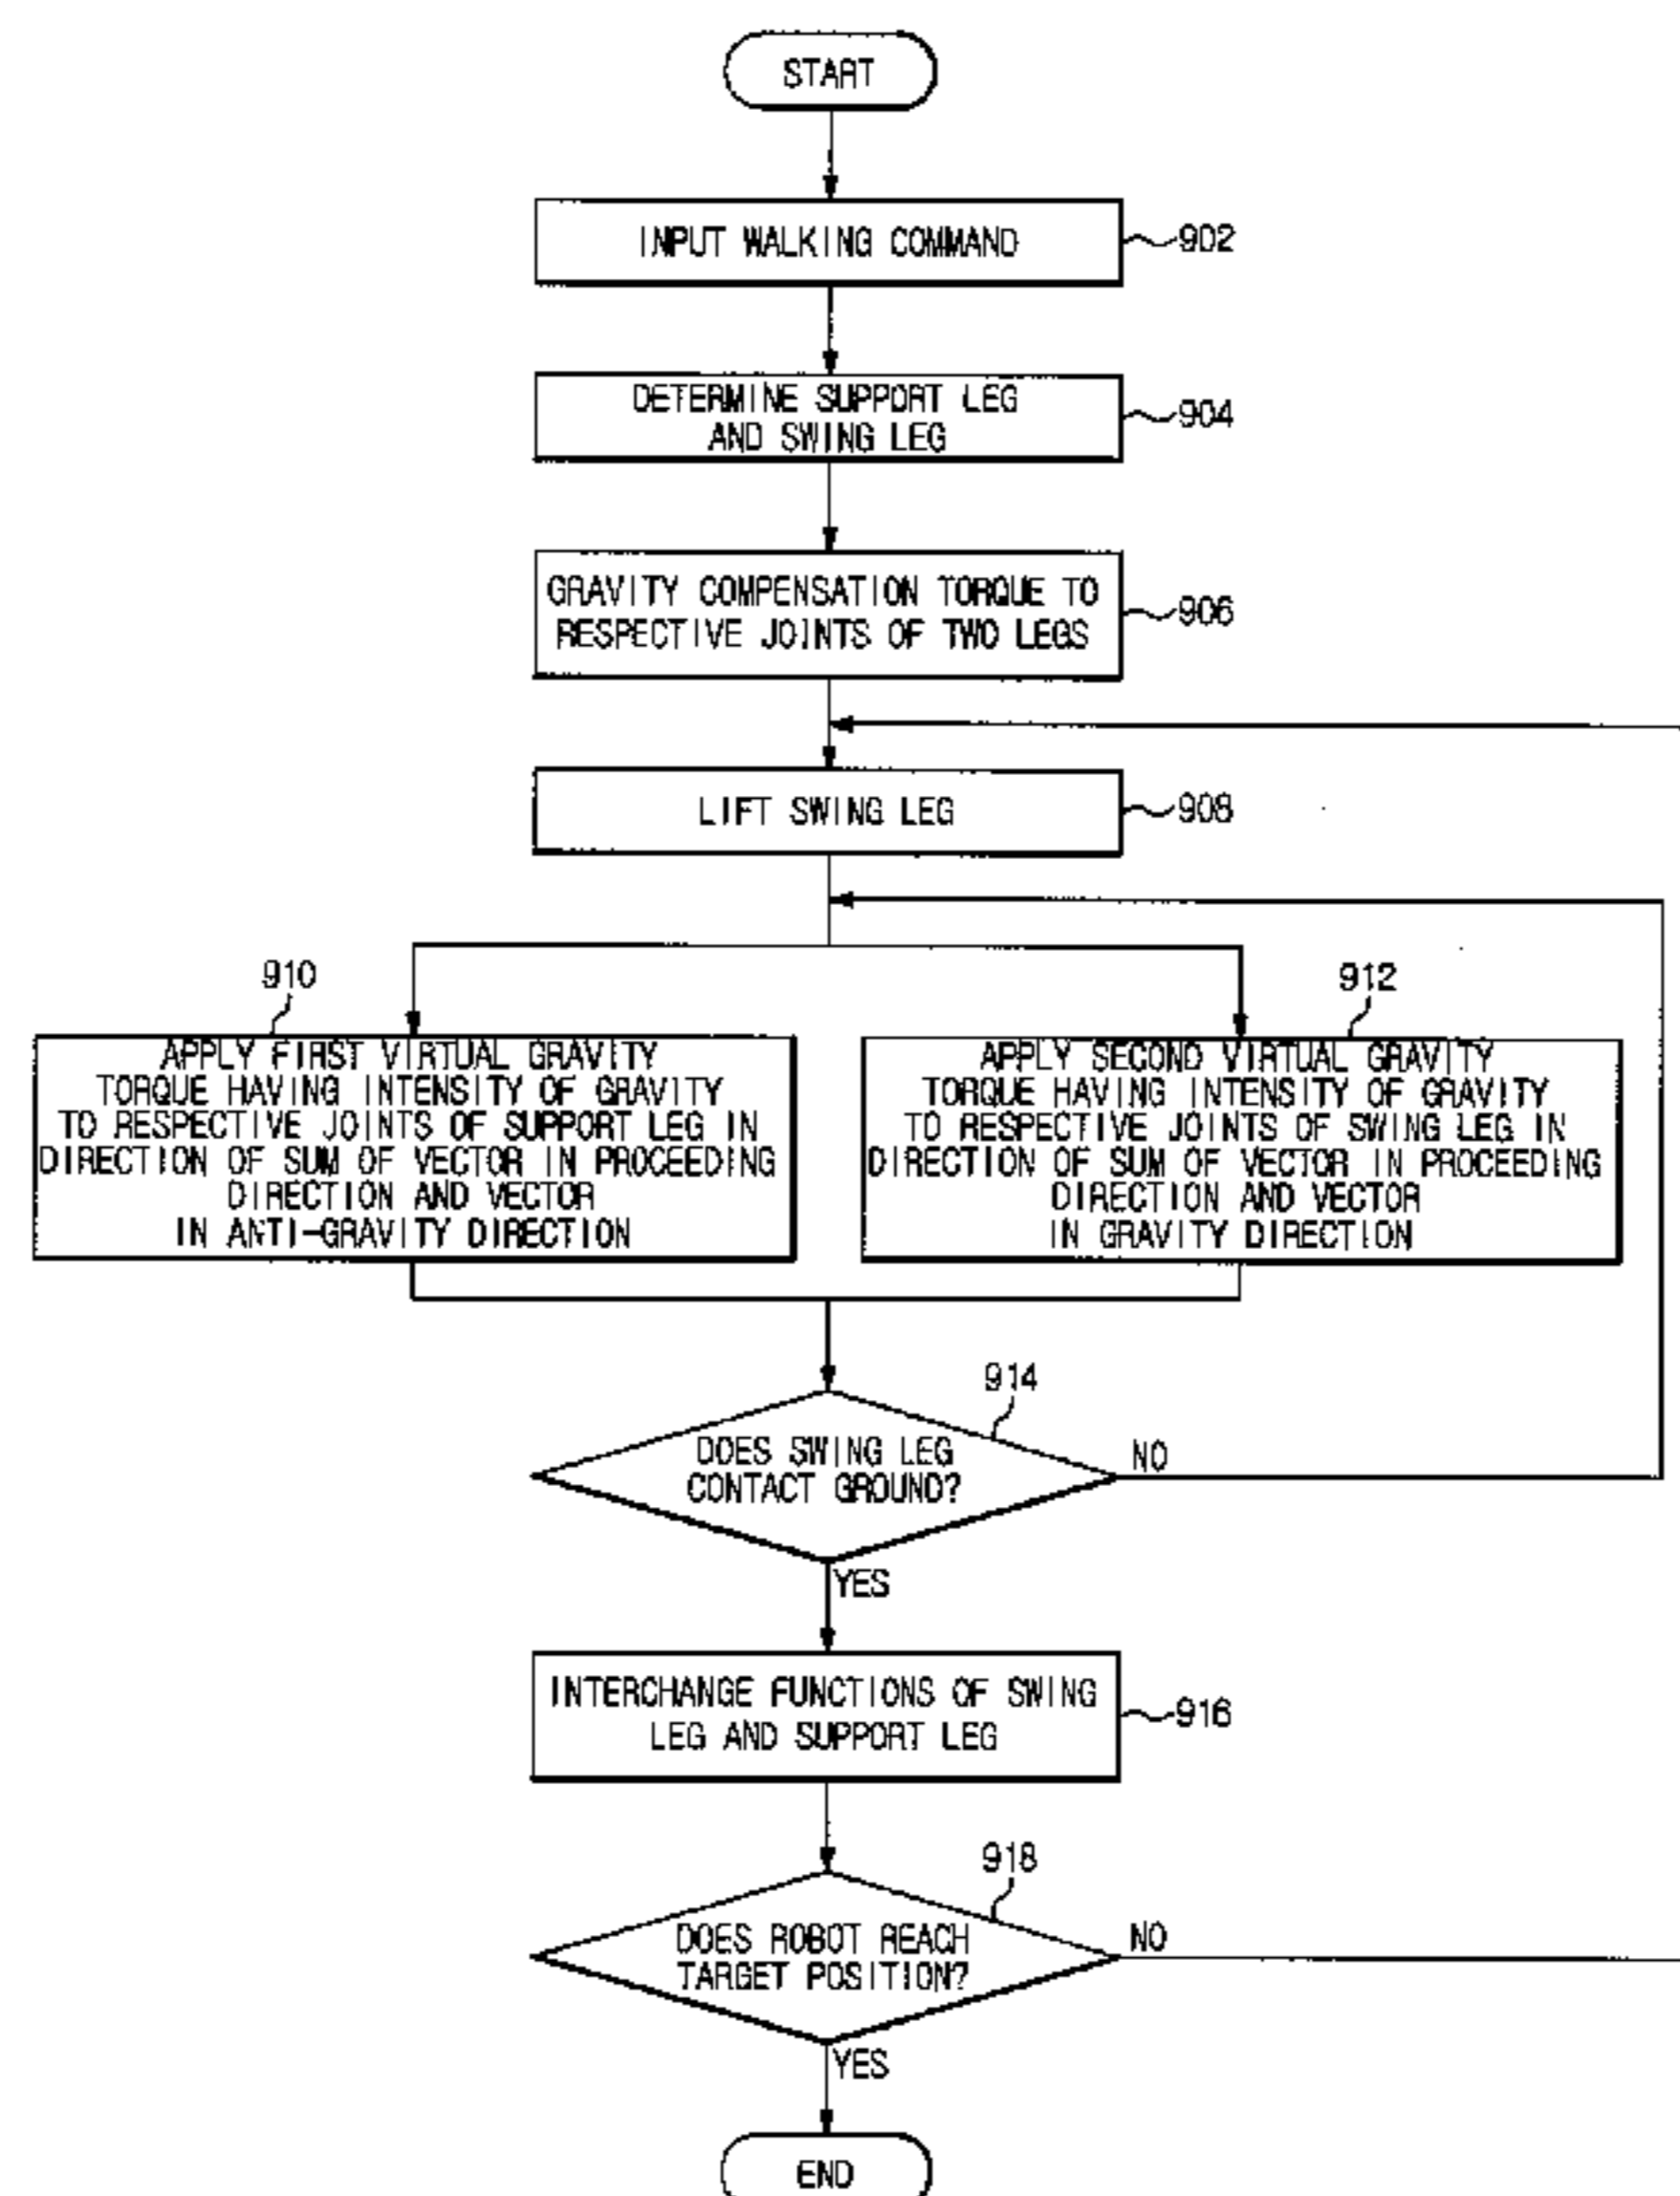 START
INPUT WALKING COMMAND
902
DETERMINE SUPPORT LEG
AND SWING LEG
904
GRAVITY COMPENSATION TORQUE TO
RESPECTIVE JOINTS OF TWO LEGS
906
LIFT SWING LEG
908
910
APPLY FIRST VIRTUAL GRAVITY
TORQUE HAVING INTENSITY OF GRAVITY
TO RESPECTIVE JOINTS OF SUPPORT LEG IN
DIRECTION OF SUM OF VECTOR IN PROCEEDING
DIRECTION AND VECTOR
IN ANTI-GRAVITY DIRECTION
912
APPLY SECOND VIRTUAL GRAVITY
TORQUE HAVING INTENSITY OF GRAVITY
TO RESPECTIVE JOINTS OF SWING LEG IN
DIRECTION OF SUM OF VECTOR IN PROCEEDING
DIRECTION AND VECTOR
IN GRAVITY DIRECTION
914
DOES SWING LEG
CONTACT GROUND?
NO
YES
INTERCHANGE FUNCTIONS OF SWING
LEG AND SUPPORT LEG
916
918
DOES ROBOT REACH
TARGET POSITION?
NO
YES
END